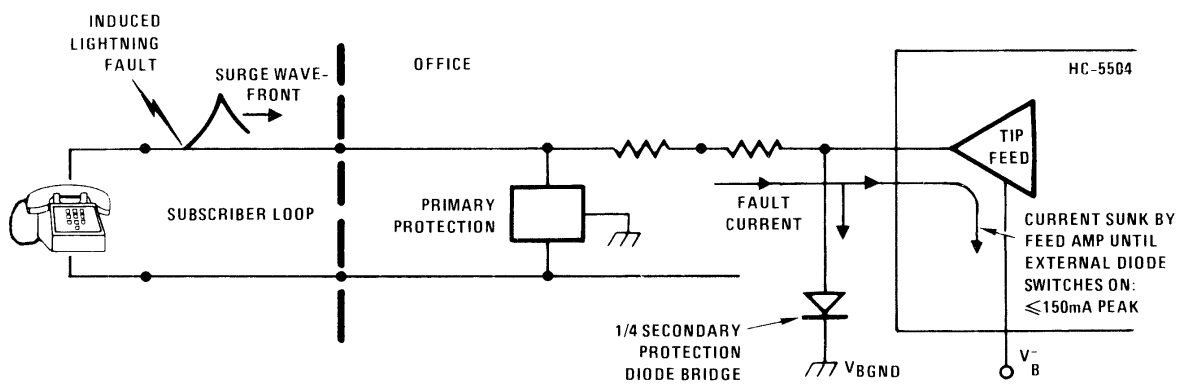 INDUCED
LIGHTNING
FAULT
SURGE WAVE-
FRONT
OFFICE
HC-5504
TIP
FEED
SUBSCRIBER LOOP
PRIMARY
PROTECTION
FAULT
CURRENT
CURRENT SUNK BY
FEED AMP UNTIL
EXTERNAL DIODE
SWITCHES ON:
≤150mA PEAK
1/4 SECONDARY
PROTECTION
DIODE BRIDGE
VBGND
V-B